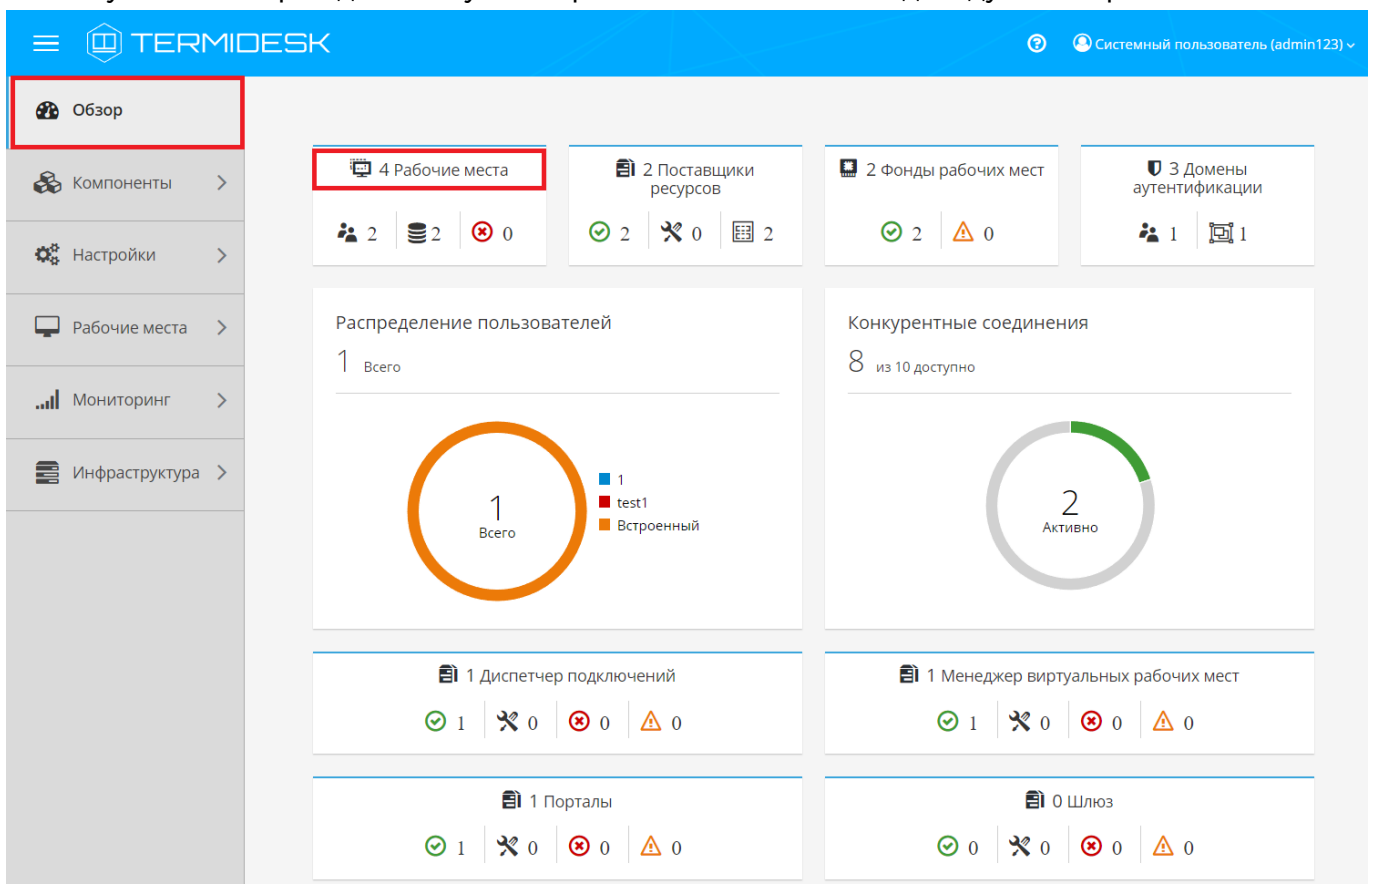 TERMIDESK
Системный пользователь (admin123)
Обзор
Компоненты
Настройки
Рабочие места
Мониторинг
Инфраструктура
4 Рабочие места
2 2 0
2 Поставщики
ресурсов
2 0 2
2 Фонды рабочих мест
2 0
3 Домены
аутентификации
1 1
Распределение пользователей
1 Всего
1
Всего
1
test1
Встроенный
Конкурентные соединения
8 из 10 доступно
2
Активно
1 Диспетчер подключений
1 0 0 0
1 Менеджер виртуальных рабочих мест
1 0 0 0
1 Порталы
1 0 0 0
0 Шлюз
0 0 0 0